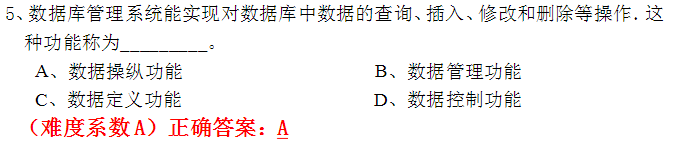 5、数据库管理系统能实现对数据库中数据的查询、插入、修改和删除等操作．这
种功能称为_________。
A、数据操纵功能 B、数据管理功能
C、数据定义功能 D、数据控制功能
（难度系数A）正确答案：A